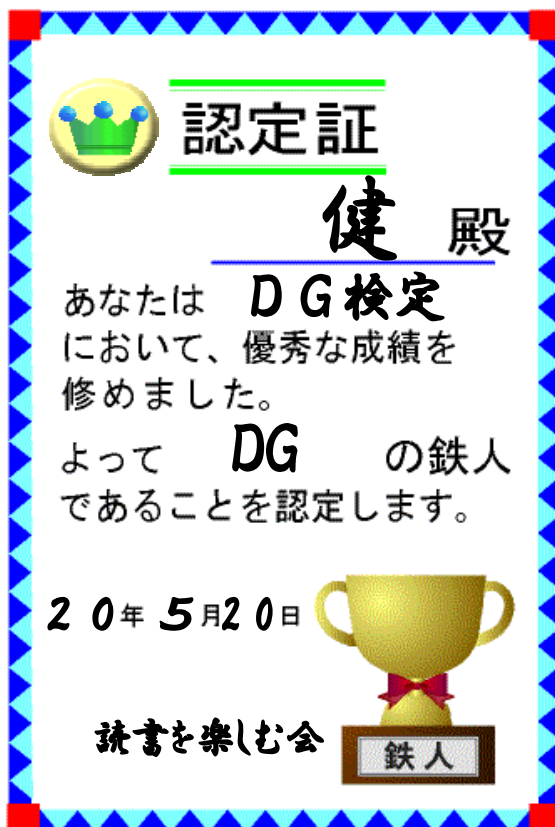 認定証
健 殿
あなたは DG検定
において、優秀な成績を
修めました。
よって DG の鉄人
であることを認定します。
20年 5月20日
読書を楽しむ会
鉄人